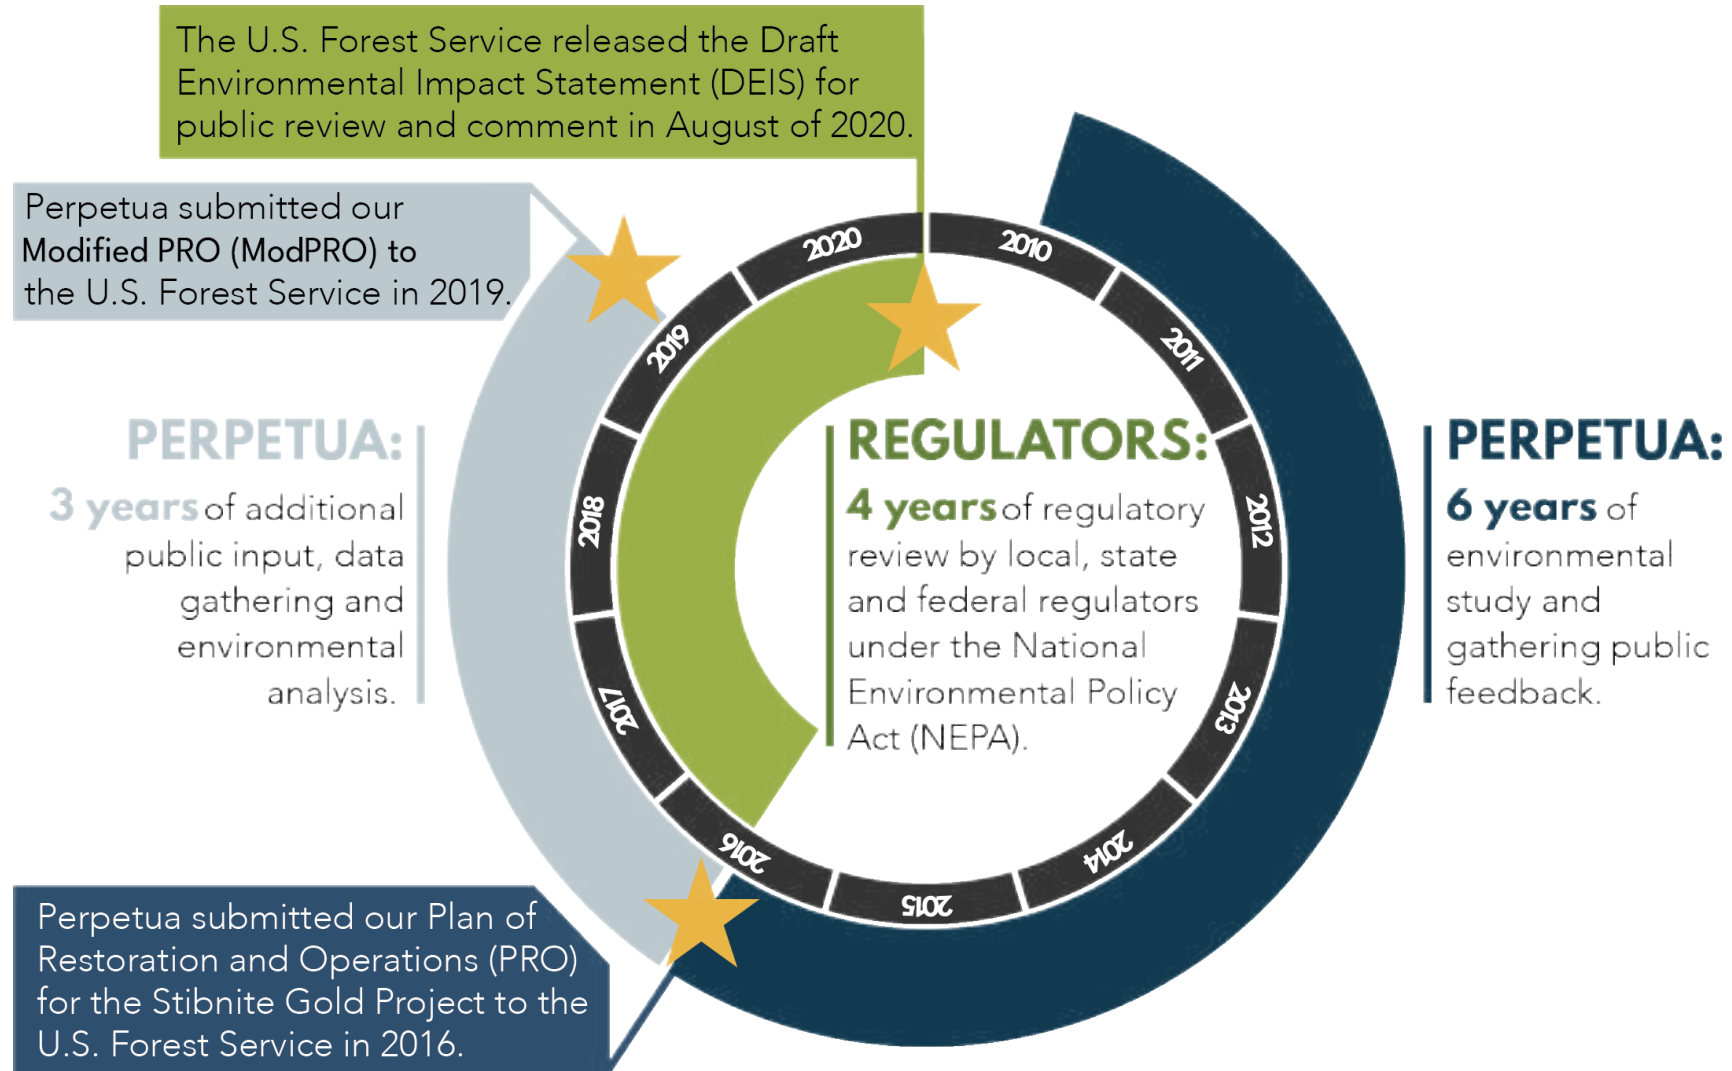 The U.S. Forest Service released the Draft
Environmental Impact Statement (DEIS) for
public review and comment in August of 2020.
Perpetua submitted our
Modified PRO (ModPRO) to
the U.S. Forest Service in 2019.
2010
2011
2012
2013
2014
2015
2016
2017
2018
2019
2020
PERPETUA:
3 years of additional
public input, data
gathering and
environmental
analysis.
REGULATORS:
4 years of regulatory
review by local, state
and federal regulators
under the National
Environmental Policy
Act (NEPA).
PERPETUA:
6 years of
environmental
study and
gathering public
feedback.
Perpetua submitted our Plan of
Restoration and Operations (PRO)
for the Stibnite Gold Project to the
U.S. Forest Service in 2016.